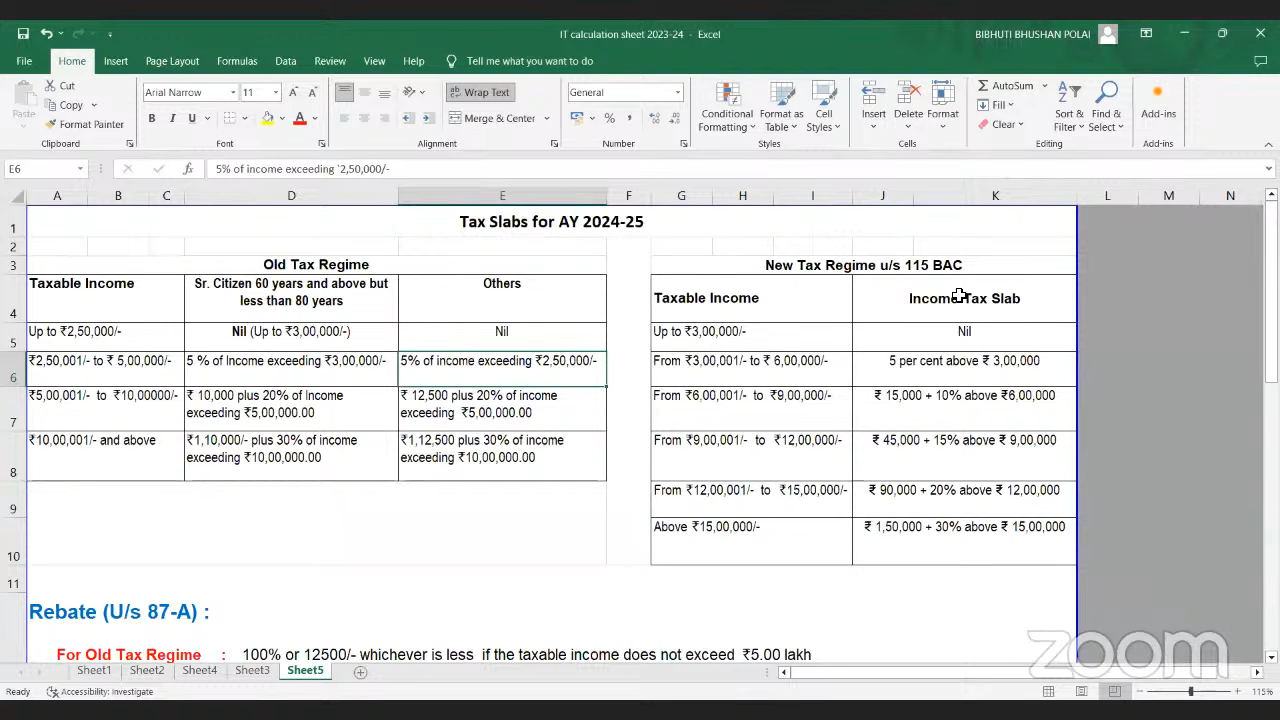 IT calculation sheet 2023-24 - Excel
BIBHUTI BHUSHAN POLAI
File Home Insert Page Layout Formulas Data Review View Help Tell me what you want to do
Paste
Cut
Copy
Format Painter
Clipboard
Arial Narrow 11
B I U
Font
Wrap Text
Merge & Center
Alignment
General
Number
Conditional Formatting
Format as Table
Cell Styles
Styles
Insert Delete Format
Cells
AutoSum
Fill
Clear
Sort & Filter
Find & Select
Editing
Add-ins
Add-ins
E6 fx 5% of income exceeding `2,50,000/-
A B C D E F G H I J K L M N
1 Tax Slabs for AY 2024-25
2
3 Old Tax Regime New Tax Regime u/s 115 BAC
4 Taxable Income Sr. Citizen 60 years and above but less than 80 years Others Taxable Income Income Tax Slab
5 Up to ₹2,50,000/- Nil (Up to ₹3,00,000/-) Nil Up to ₹3,00,000/- Nil
6 ₹2,50,001/- to ₹ 5,00,000/- 5 % of Income exceeding ₹3,00,000/- 5% of income exceeding ₹2,50,000/- From ₹3,00,001/- to ₹ 6,00,000/- 5 per cent above ₹ 3,00,000
7 ₹5,00,001/- to ₹10,00000/- ₹ 10,000 plus 20% of Income exceeding ₹5,00,000.00 ₹ 12,500 plus 20% of income exceeding ₹5,00,000.00 From ₹6,00,001/- to ₹9,00,000/- ₹ 15,000 + 10% above ₹6,00,000
8 ₹10,00,001/- and above ₹1,10,000/- plus 30% of income exceeding ₹10,00,000.00 ₹1,12,500 plus 30% of income exceeding ₹10,00,000.00 From ₹9,00,001/- to ₹12,00,000/- ₹ 45,000 + 15% above ₹ 9,00,000
9 From ₹12,00,001/- to ₹15,00,000/- ₹ 90,000 + 20% above ₹ 12,00,000
10 Above ₹15,00,000/- ₹ 1,50,000 + 30% above ₹ 15,00,000
11
Rebate (U/s 87-A) :
For Old Tax Regime : 100% or 12500/- whichever is less if the taxable income does not exceed ₹5.00 lakh
zoom
Sheet1 Sheet2 Sheet4 Sheet3 Sheet5
Ready Accessibility: Investigate 115%